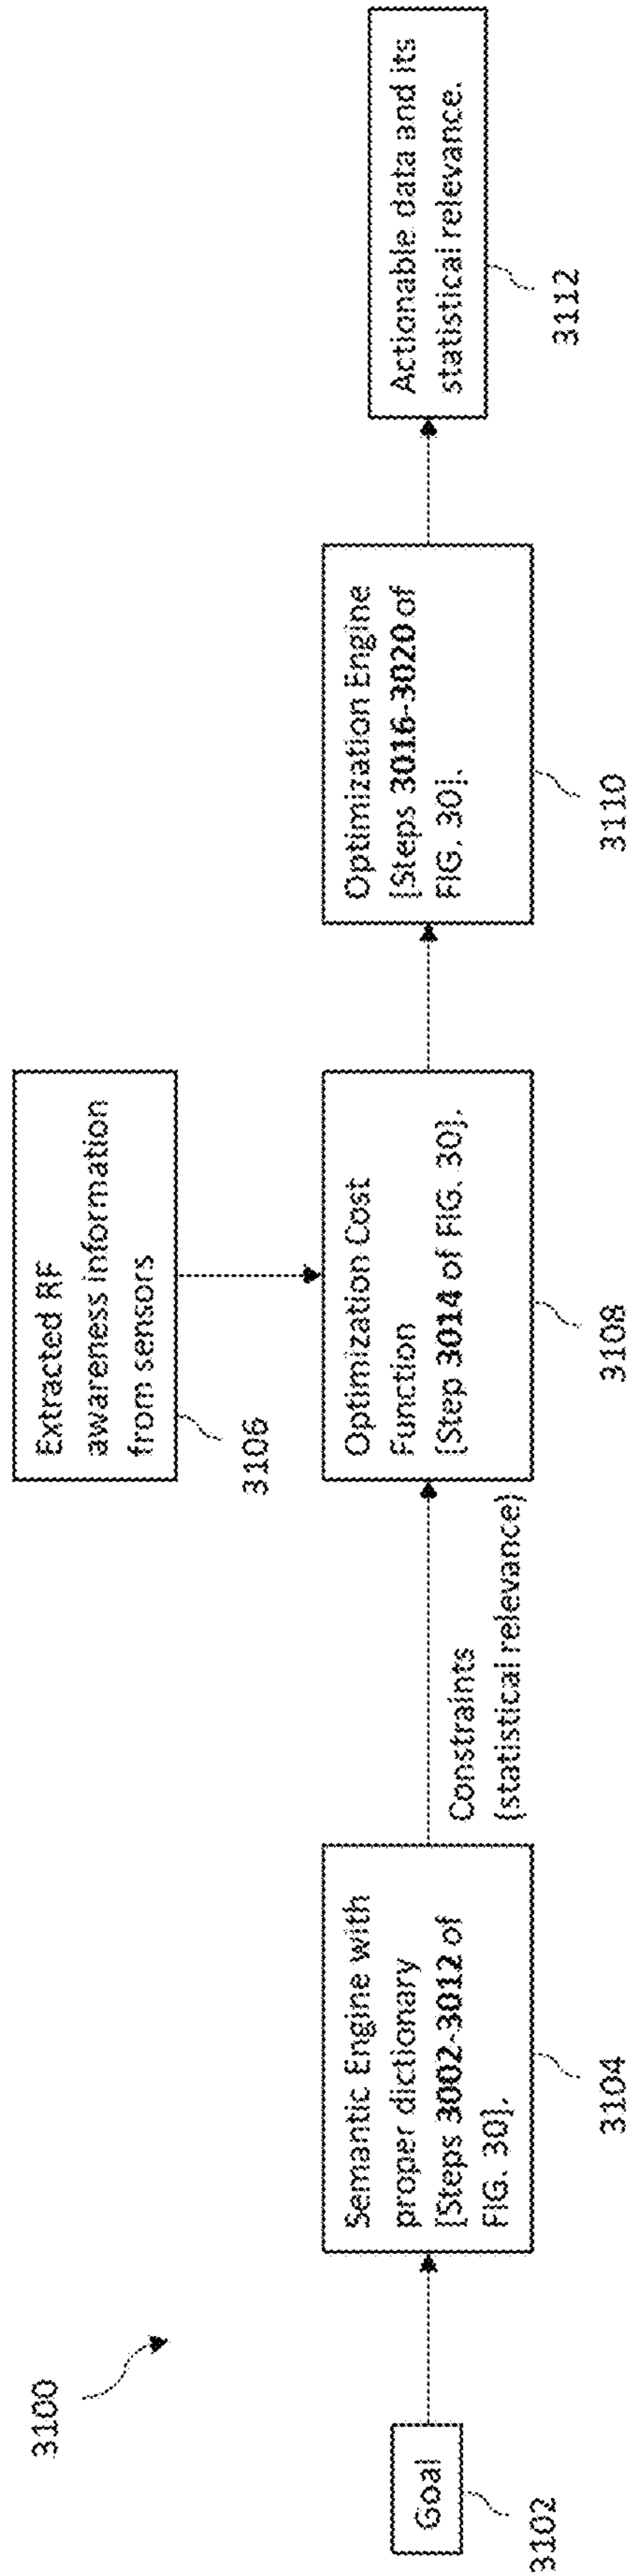 3100
Goal
3102
Semantic Engine with
proper dictionary
[Steps 3002-3012 of
FIG. 30].
3104
Constraints
(statistical relevance)
Extracted RF
awareness information
from sensors
3106
Optimization Cost
Function
[Step 3014 of FIG. 30].
3108
Optimization Engine
[Steps 3016-3020 of
FIG. 30].
3110
Actionable data and its
statistical relevance.
3112